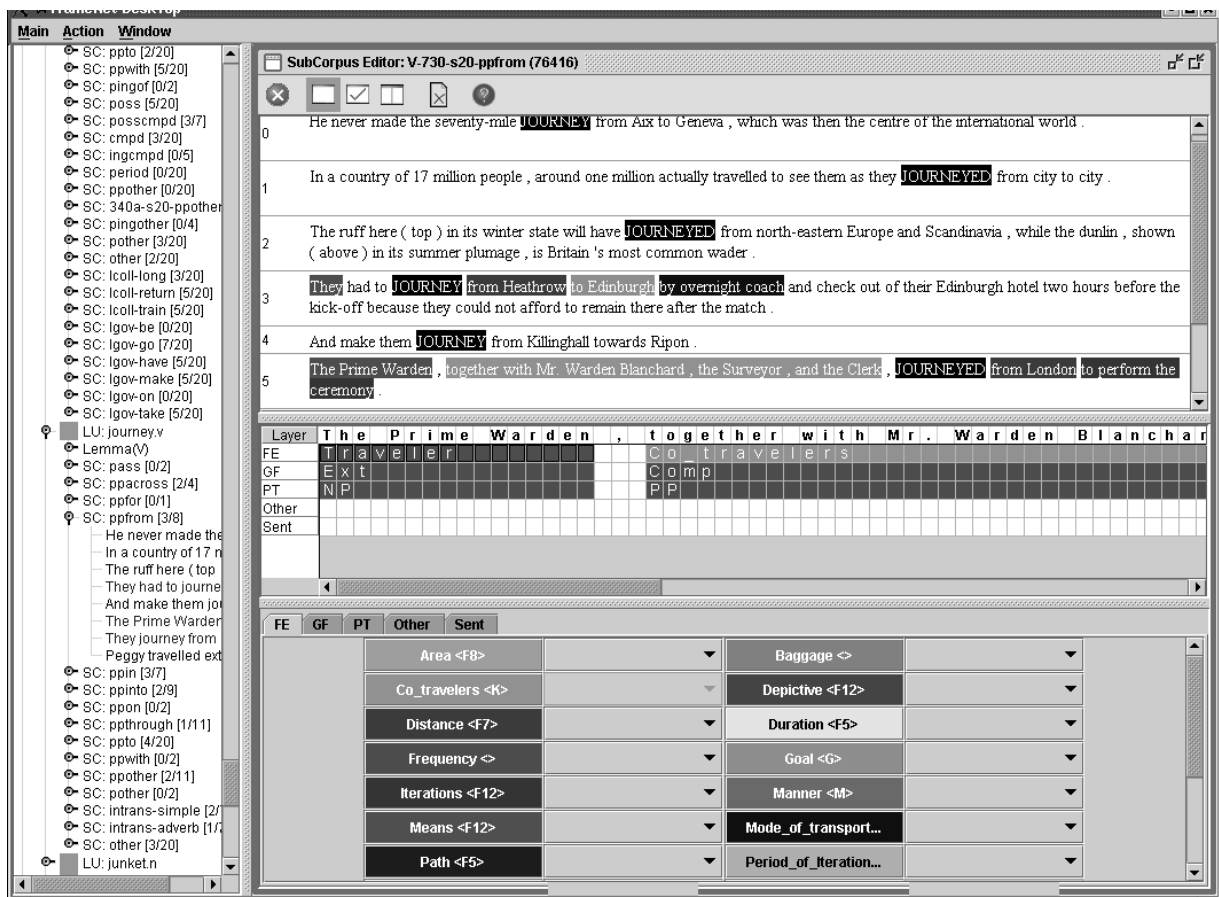 FrameNet DeskTop
Main Action Window
SC: ppto [2/20]
SC: ppwith [5/20]
SC: pingof [0/2]
SC: poss [5/20]
SC: posscmpd [3/7]
SC: cmpd [3/20]
SC: ingcmpd [0/5]
SC: period [0/20]
SC: ppother [0/20]
SC: 340a-s20-ppother
SC: pingother [0/4]
SC: pother [3/20]
SC: other [2/20]
SC: lcoll-long [3/20]
SC: lcoll-return [5/20]
SC: lcoll-train [5/20]
SC: lgov-be [0/20]
SC: lgov-go [7/20]
SC: lgov-have [5/20]
SC: lgov-make [5/20]
SC: lgov-on [0/20]
SC: lgov-take [5/20]
LU: journey.v
Lemma(V)
SC: pass [0/2]
SC: ppacross [2/4]
SC: ppfor [0/1]
SC: ppfrom [3/8]
He never made the
In a country of 17 n
The ruff here ( top
They had to journe
And make them jou
The Prime Warden
They journey from
Peggy travelled ext
SC: ppin [3/7]
SC: ppinto [2/9]
SC: ppon [0/2]
SC: ppthrough [1/11]
SC: ppto [4/20]
SC: ppwith [0/2]
SC: ppother [2/11]
SC: pother [0/2]
SC: intrans-simple [2/
SC: intrans-adverb [1/
SC: other [3/20]
LU: junket.n
SubCorpus Editor: V-730-s20-ppfrom (76416)
0 He never made the seventy-mile JOURNEY from Aix to Geneva , which was then the centre of the international world .
1 In a country of 17 million people , around one million actually travelled to see them as they JOURNEYED from city to city .
2 The ruff here ( top ) in its winter state will have JOURNEYED from north-eastern Europe and Scandinavia , while the dunlin , shown
( above ) in its summer plumage , is Britain 's most common wader .
3 They had to JOURNEY from Heathrow to Edinburgh by overnight coach and check out of their Edinburgh hotel two hours before the
kick-off because they could not afford to remain there after the match .
4 And make them JOURNEY from Killinghall towards Ripon .
5 The Prime Warden , together with Mr. Warden Blanchard , the Surveyor , and the Clerk , JOURNEYED from London to perform the
ceremony .
Layer The Prime Warden , together with Mr. Warden Blanchar
FE Traveler Co_travelers
GF Ext Comp
PT NP PP
Other
Sent
FE GF PT Other Sent
Area <F8> Baggage <>
Co_travelers <K> Depictive <F12>
Distance <F7> Duration <F5>
Frequency <> Goal <G>
Iterations <F12> Manner <M>
Means <F12> Mode_of_transport...
Path <F5> Period_of_Iteration...